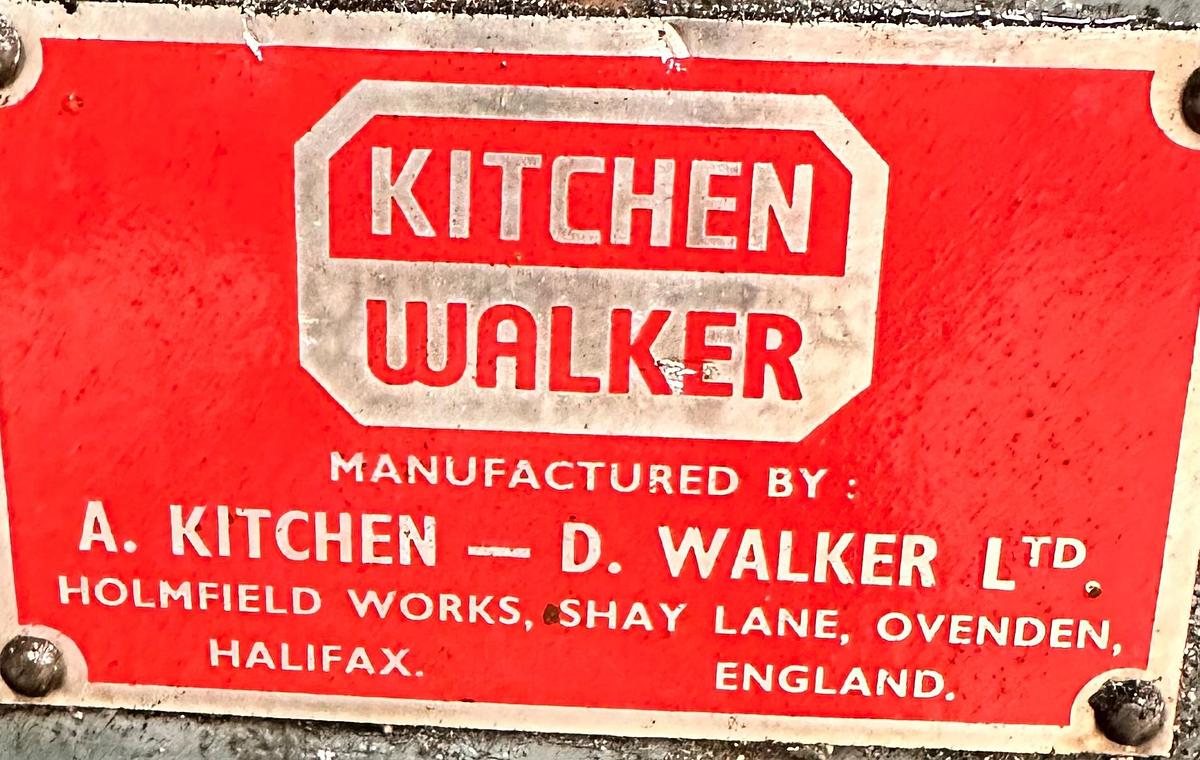 KITCHEN
WALKER
MANUFACTURED BY :
A. KITCHEN — D. WALKER LTD.
HOLMFIELD WORKS, SHAY LANE, OVENDEN,
HALIFAX. ENGLAND.